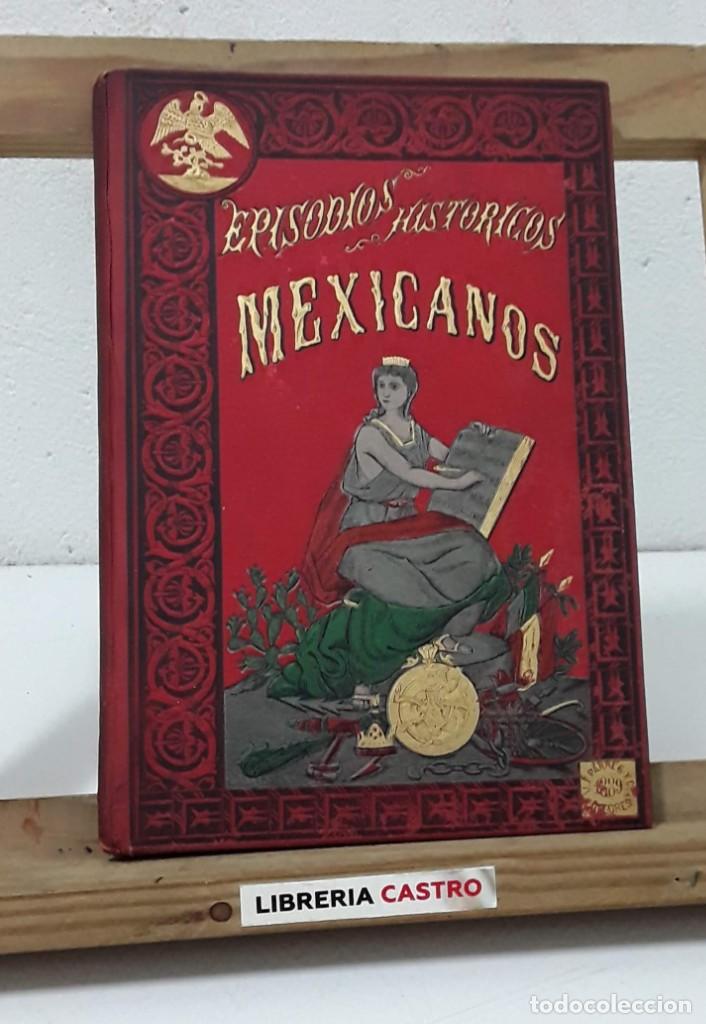 EPISODIOS HISTORICOS
MEXICANOS
LIBRERIA CASTRO
todocoleccion